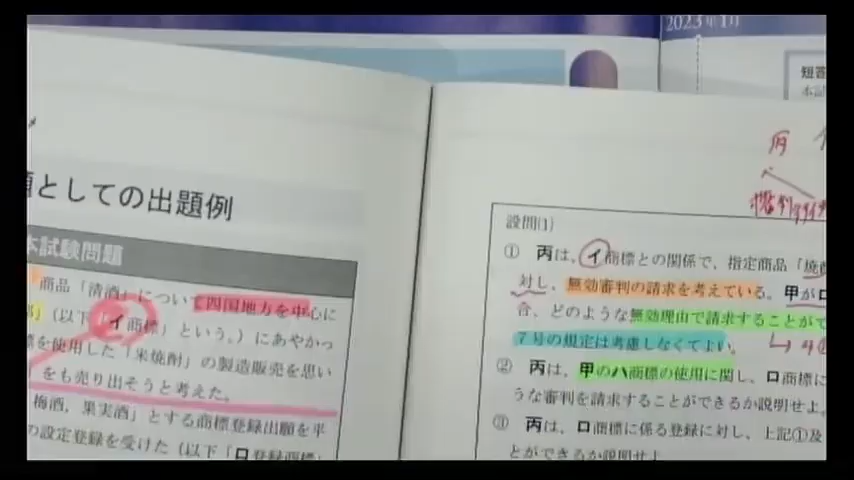 2023年1月
短答
本試
としての出題例
本試験問題
商品「清酒」について四国地方を中心に
」(以下「イ商標」という。)にあやかっ
を使用した「米焼酎」の製造販売を思い
をも売り出そうと考えた。
梅酒,果実酒」とする商標登録出願を平
の設定登録を受けた(以下「ロ登録商標」
設問(1)
① 丙は,イ商標との関係で,指定商品「焼酎
対し,無効審判の請求を考えている。甲がロ
合,どのような無効理由で請求することがで
7号の規定は考慮しなくてよい。
② 丙は,甲のハ商標の使用に関し,ロ商標に
うな審判を請求することができるか説明せよ。
③ 丙は,ロ商標に係る登録に対し,上記①及
とができるか説明せよ